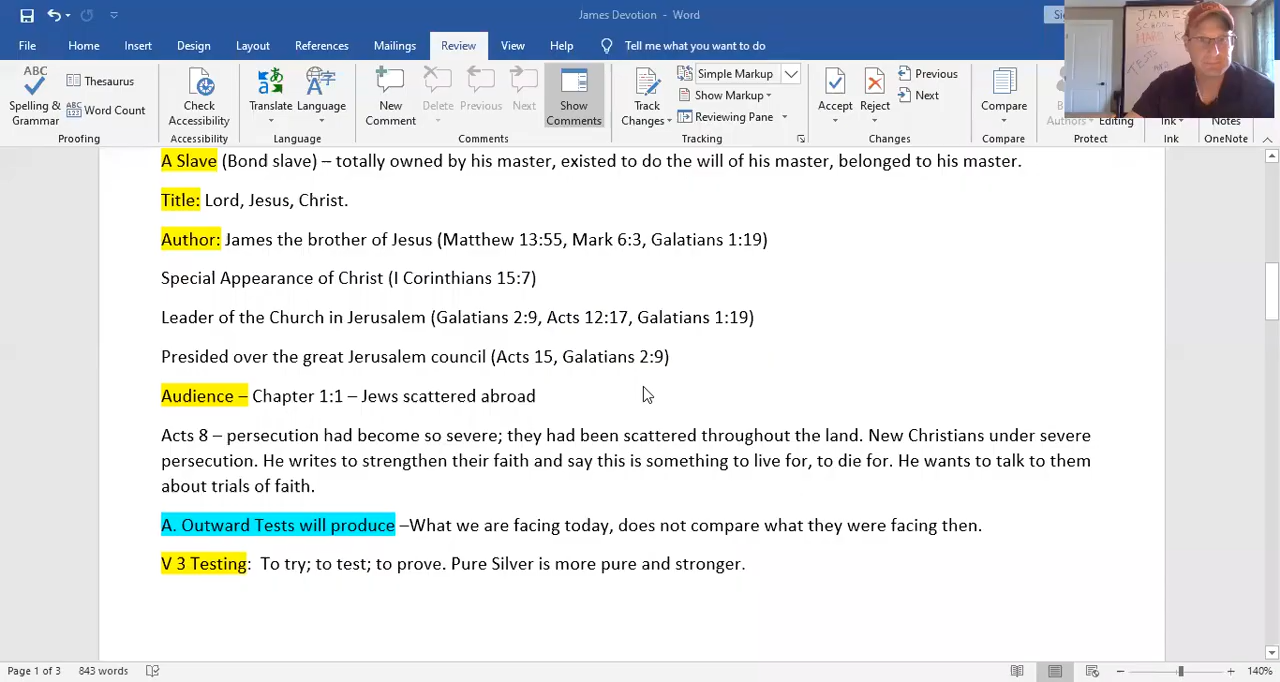 James Devotion - Word
File Home Insert Design Layout References Mailings Review View Help Tell me what you want to do
ABC
Spelling & Grammar
Thesaurus
ABC 123 Word Count
Proofing
Check Accessibility
Accessibility
Translate
Language
Language
New Comment
Delete
Previous
Next
Show Comments
Comments
Track Changes
Simple Markup
Show Markup
Reviewing Pane
Tracking
Accept
Reject
Previous
Next
Changes
Compare
Compare
Editing
Protect
Ink
Ink
Notes
OneNote
JAMES
A Slave (Bond slave) – totally owned by his master, existed to do the will of his master, belonged to his master.
Title: Lord, Jesus, Christ.
Author: James the brother of Jesus (Matthew 13:55, Mark 6:3, Galatians 1:19)
Special Appearance of Christ (I Corinthians 15:7)
Leader of the Church in Jerusalem (Galatians 2:9, Acts 12:17, Galatians 1:19)
Presided over the great Jerusalem council (Acts 15, Galatians 2:9)
Audience – Chapter 1:1 – Jews scattered abroad
Acts 8 – persecution had become so severe; they had been scattered throughout the land. New Christians under severe
persecution. He writes to strengthen their faith and say this is something to live for, to die for. He wants to talk to them
about trials of faith.
A. Outward Tests will produce –What we are facing today, does not compare what they were facing then.
V 3 Testing: To try; to test; to prove. Pure Silver is more pure and stronger.
Page 1 of 3 843 words 140%